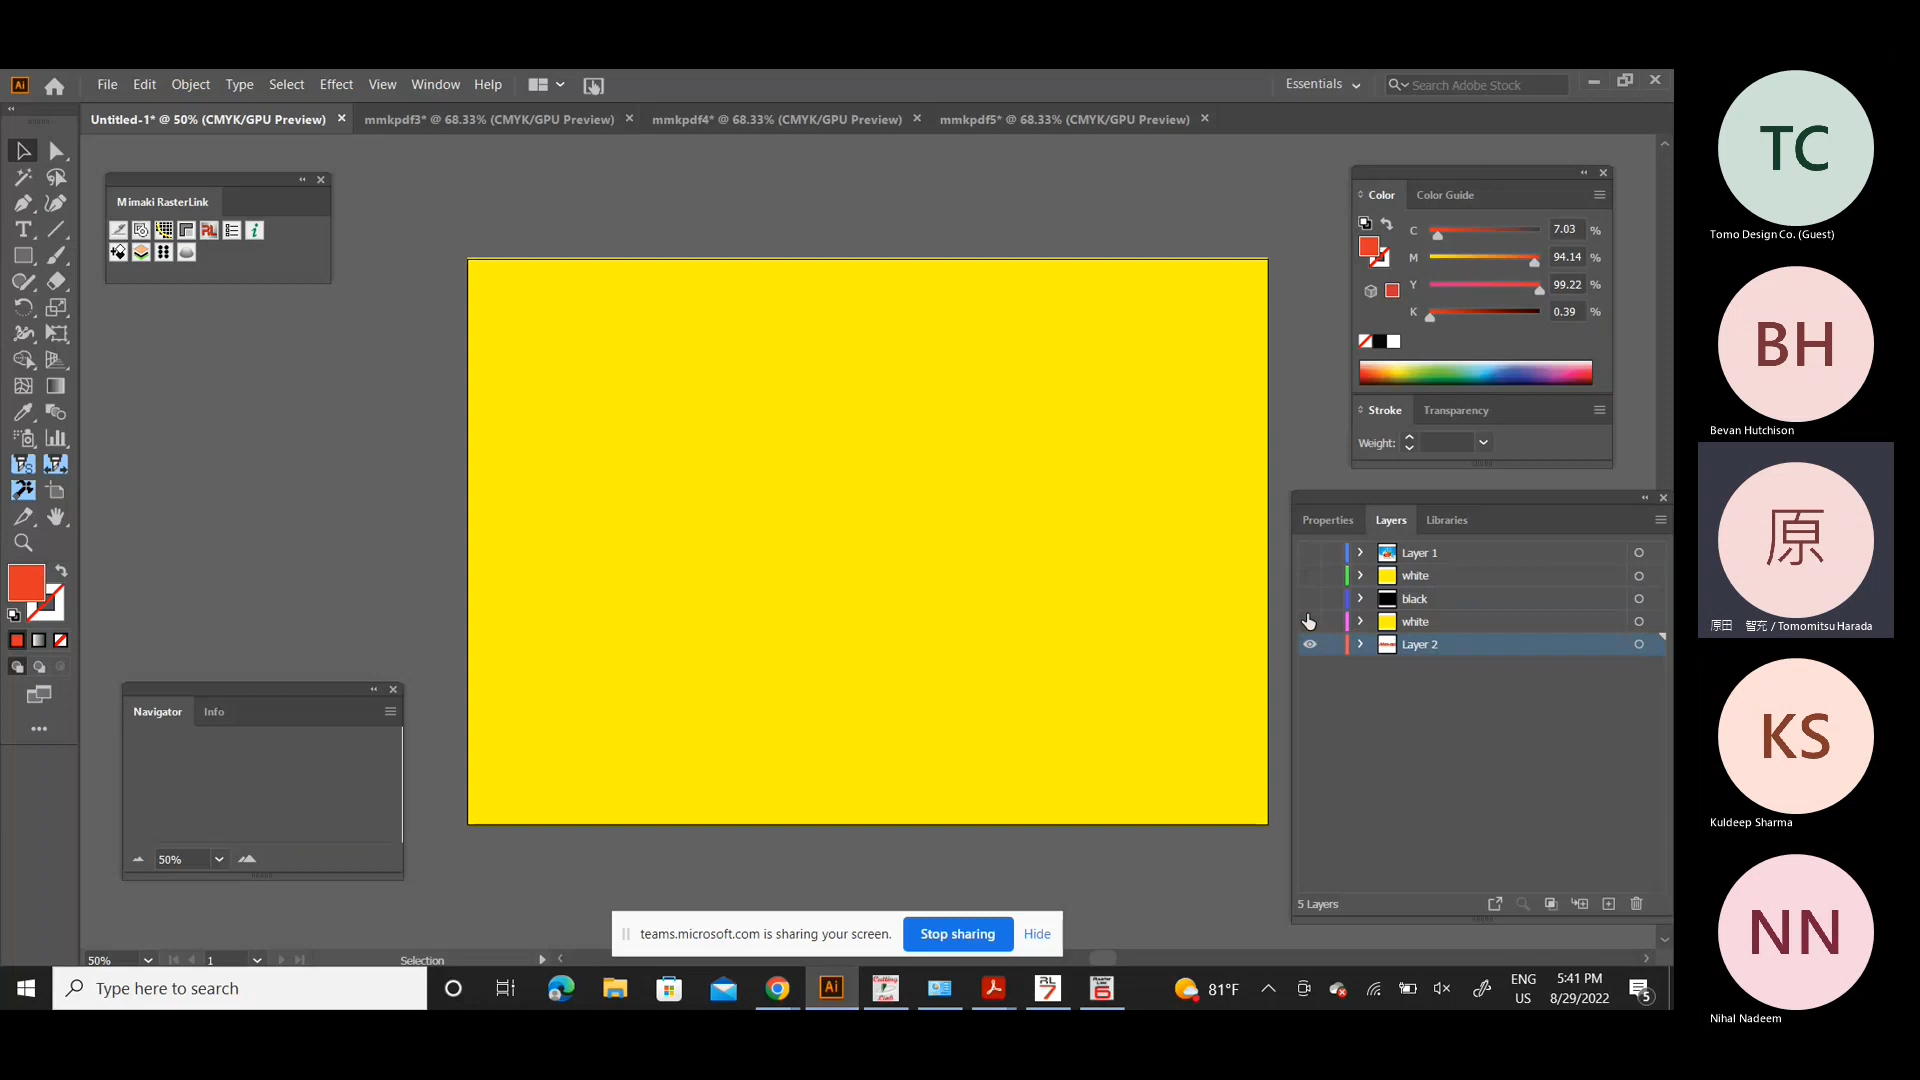 Ai
File Edit Object Type Select Effect View Window Help
Essentials
Search Adobe Stock
Untitled-1* @ 50% (CMYK/GPU Preview)
mmkpdf3* @ 68.33% (CMYK/GPU Preview)
mmkpdf4* @ 68.33% (CMYK/GPU Preview)
mmkpdf5* @ 68.33% (CMYK/GPU Preview)
Mimaki RasterLink
Color
Color Guide
C 7.03 %
M 94.14 %
Y 99.22 %
K 0.39 %
Stroke
Transparency
Weight:
Properties
Layers
Libraries
Layer 1
white
black
white
Layer 2
5 Layers
Navigator
Info
50%
teams.microsoft.com is sharing your screen.
Stop sharing
Hide
50%
1
Selection
Type here to search
Ai
81°F
ENG
US
5:41 PM
8/29/2022
5
TC
Tomo Design Co. (Guest)
BH
Bevan Hutchison
原
原田 智充 / Tomomitsu Harada
KS
Kuldeep Sharma
NN
Nihal Nadeem